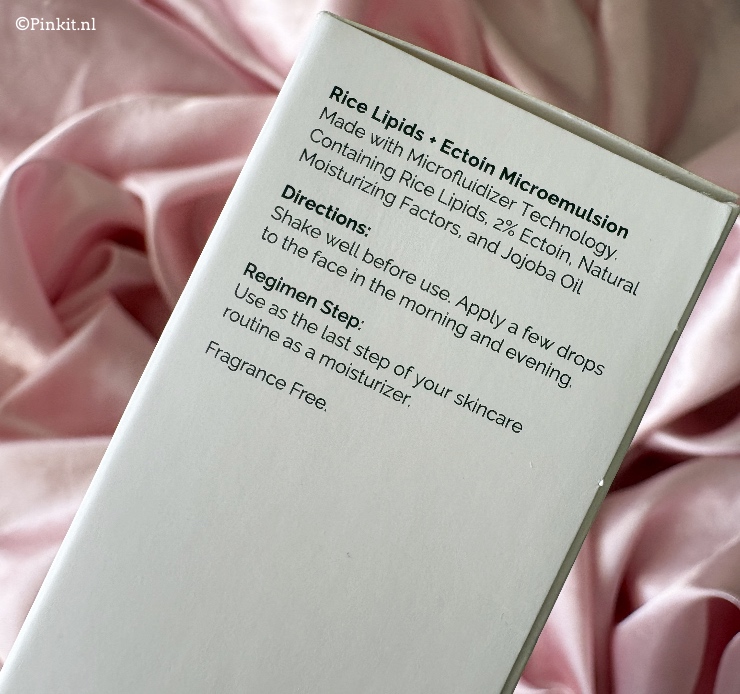 ©Pinkit.nl
Rice Lipids + Ectoin Microemulsion
Made with Microfluidizer Technology.
Containing Rice Lipids, 2% Ectoin, Natural
Moisturizing Factors, and Jojoba Oil
Directions:
Shake well before use. Apply a few drops
to the face in the morning and evening.
Regimen Step:
Use as the last step of your skincare
routine as a moisturizer.
Fragrance Free.